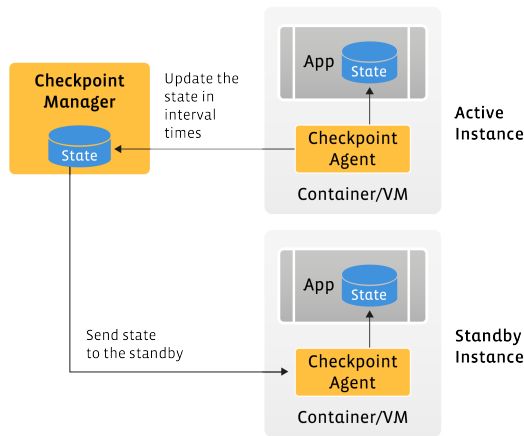 Checkpoint
Manager
State
Update the
state in
interval
times
App
State
Checkpoint
Agent
Container/VM
Active
Instance
Send state
to the standby
App
State
Checkpoint
Agent
Container/VM
Standby
Instance